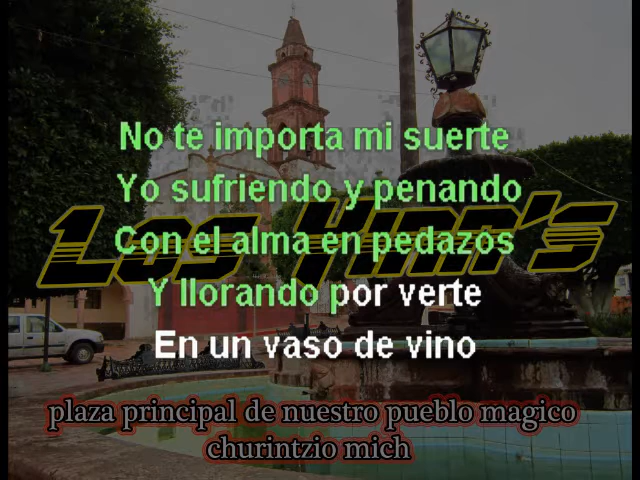 No te importa mi suerte
Yo sufriendo y penando
Los
Con el alma en pedazos
Y llorando por verte
En un vaso de vino
plaza principal de nuestro pueblo magico
churintzio mich